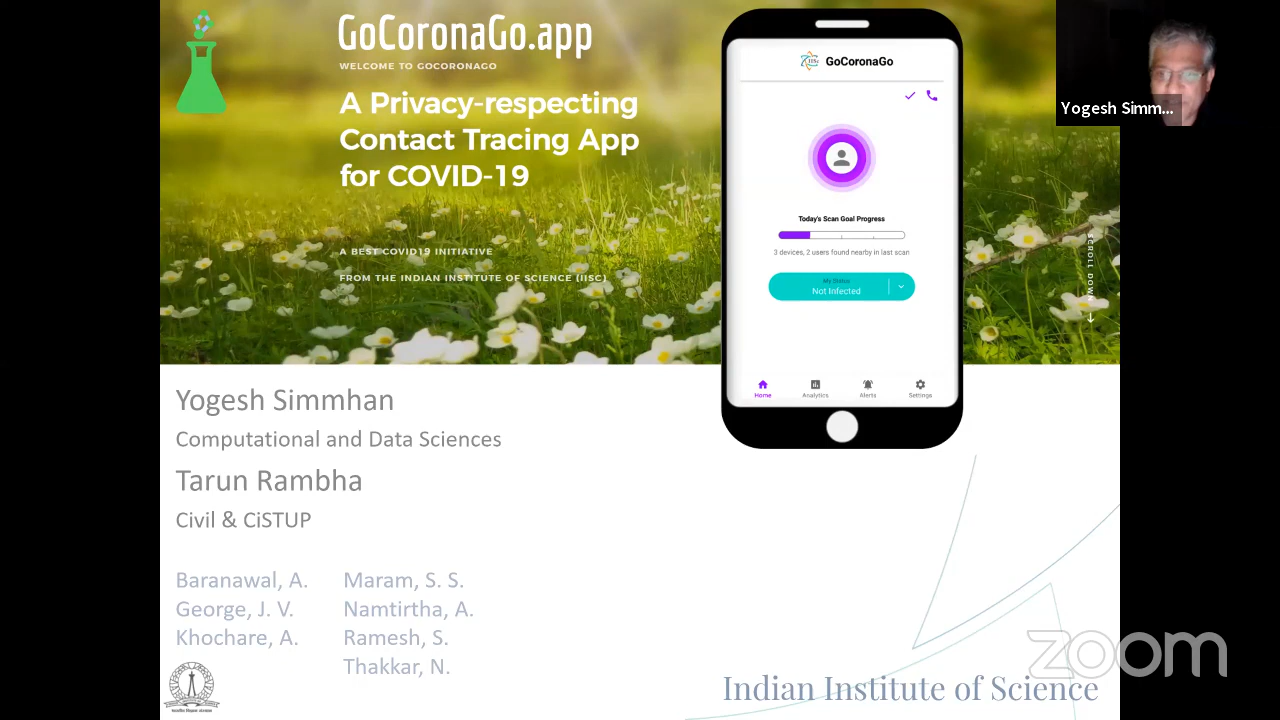 GoCoronaGo.app
WELCOME TO GOCORONAGO
A Privacy-respecting
Contact Tracing App
for COVID-19
A BEST COVID19 INITIATIVE
FROM THE INDIAN INSTITUTE OF SCIENCE (IISC)
IISc
GoCoronaGo
Today's Scan Goal Progress
3 devices, 2 users found nearby in last scan
My Status
Not Infected
Home
Analytics
Alerts
Settings
SCROLL DOWN
Yogesh Simm...
Yogesh Simmhan
Computational and Data Sciences
Tarun Rambha
Civil & CiSTUP
Baranawal, A.
George, J. V.
Khochare, A.
Maram, S. S.
Namtirtha, A.
Ramesh, S.
Thakkar, N.
Indian Institute of Science
zoom